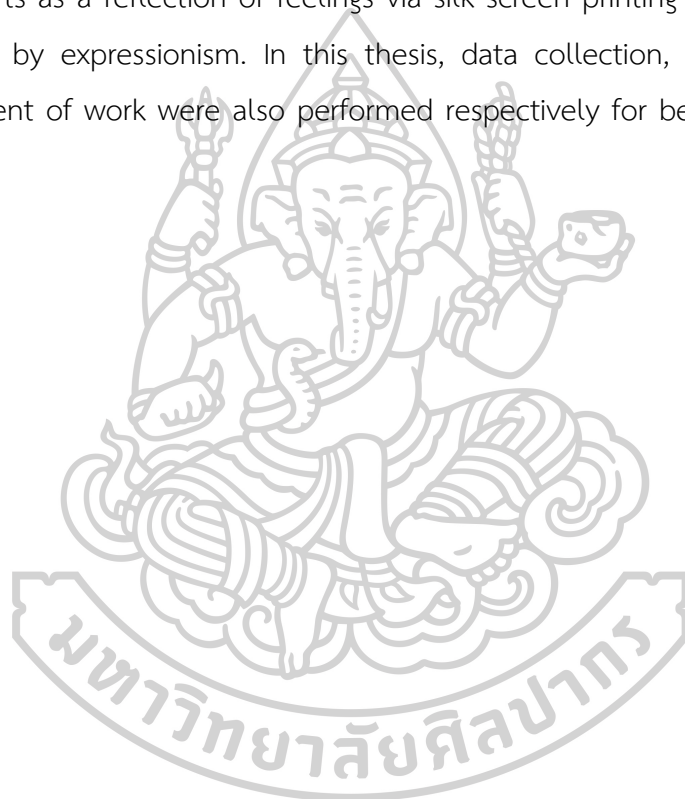 rts as a reflection of feelings via silk screen printing
by expressionism. In this thesis, data collection,
ent of work were also performed respectively for be
มหาวิทยาลัยศิลปากร